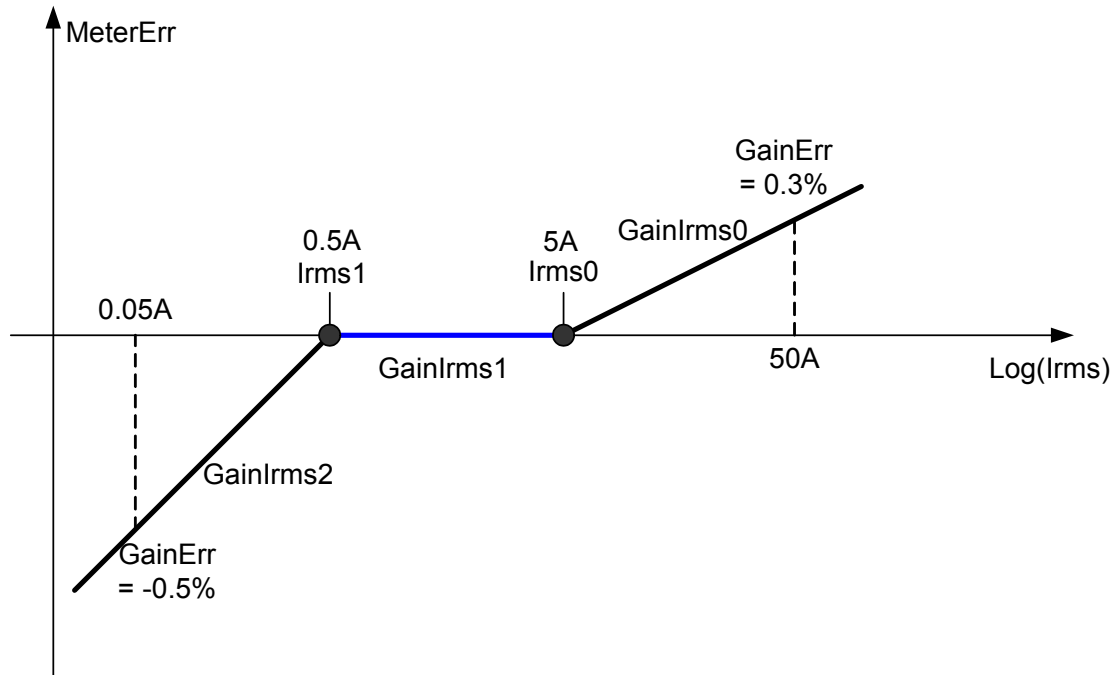 MeterErr
GainErr
= 0.3%
GainIrms0
0.5A
Irms1
5A
Irms0
0.05A
GainIrms1
50A
Log(Irms)
GainIrms2
GainErr
= -0.5%